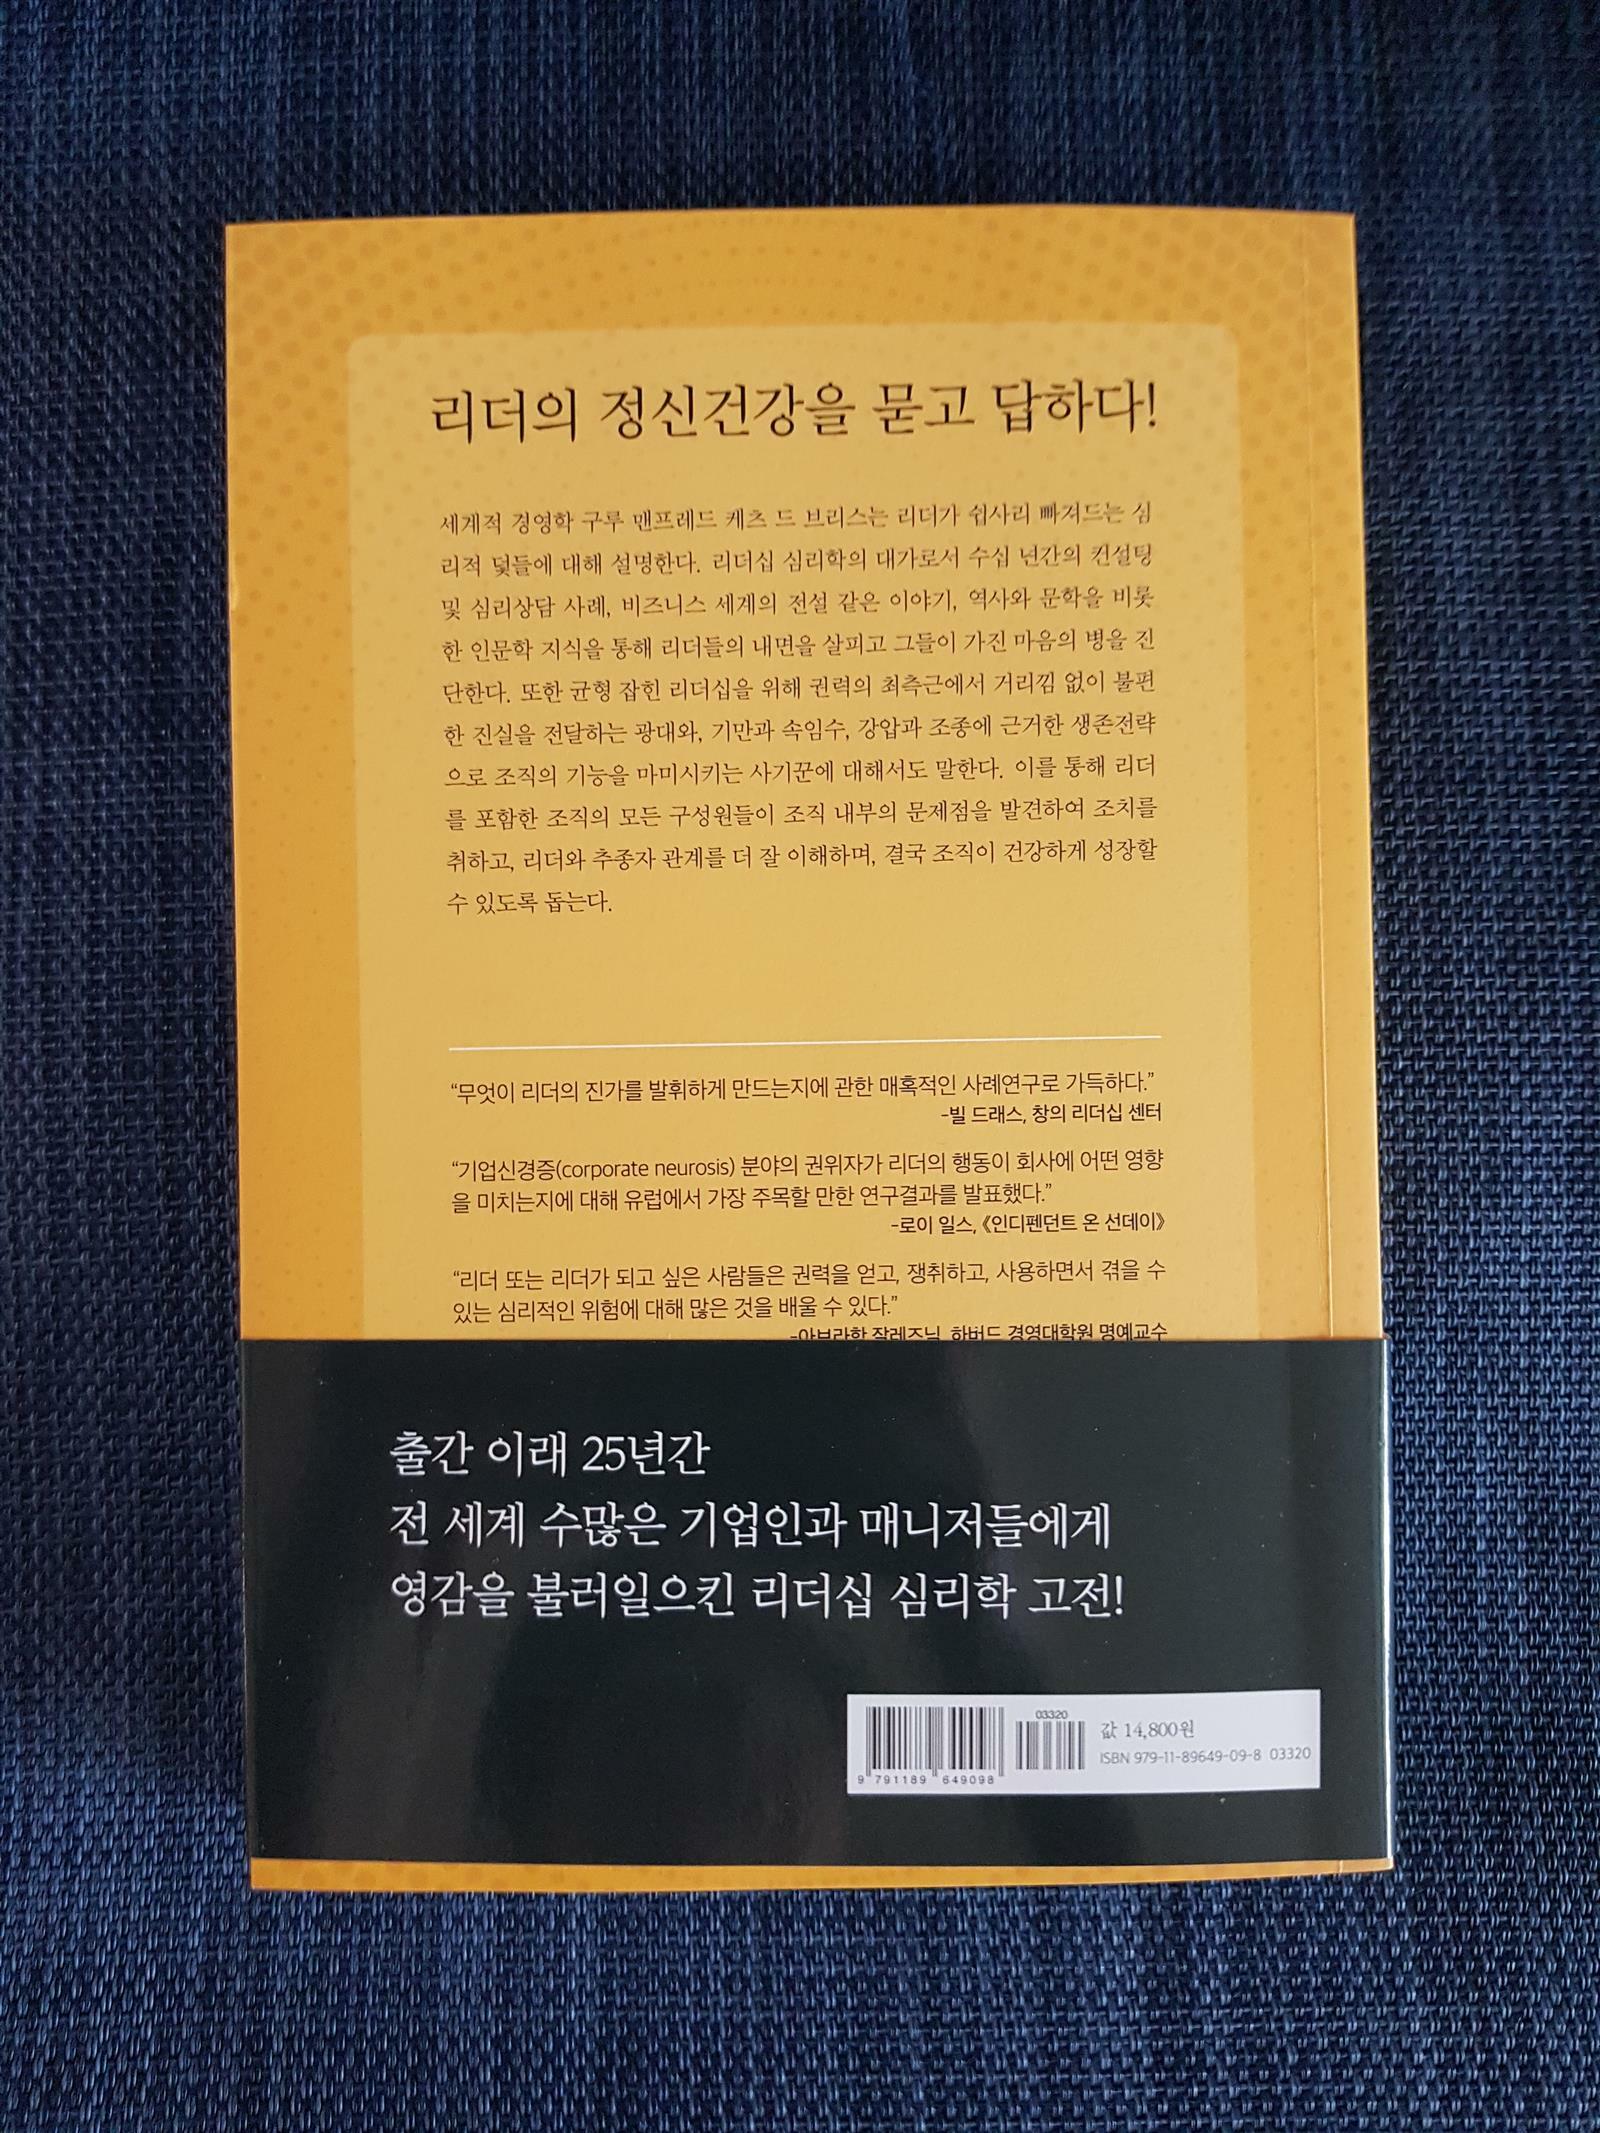 리더의 정신건강을 묻고 답하다!
세계적 경영학 구루 맨프레드 케츠 드 브리스는 리더가 쉽사리 빠져드는 심
리적 덫들에 대해 설명한다. 리더십 심리학의 대가로서 수십 년간의 컨설팅
및 심리상담 사례, 비즈니스 세계의 전설 같은 이야기, 역사와 문학을 비롯
한 인문학 지식을 통해 리더들의 내면을 살피고 그들이 가진 마음의 병을 진
단한다. 또한 균형 잡힌 리더십을 위해 권력의 최측근에서 거리낌 없이 불편
한 진실을 전달하는 광대와, 기만과 속임수, 강압과 조종에 근거한 생존전략
으로 조직의 기능을 마미시키는 사기꾼에 대해서도 말한다. 이를 통해 리더
를 포함한 조직의 모든 구성원들이 조직 내부의 문제점을 발견하여 조치를
취하고, 리더와 추종자 관계를 더 잘 이해하며, 결국 조직이 건강하게 성장할
수 있도록 돕는다.
“무엇이 리더의 진가를 발휘하게 만드는지에 관한 매혹적인 사례연구로 가득하다.”
-빌 드래스, 창의 리더십 센터
“기업신경증(corporate neurosis) 분야의 권위자가 리더의 행동이 회사에 어떤 영향
을 미치는지에 대해 유럽에서 가장 주목할 만한 연구결과를 발표했다.”
-로이 일스, 《인디펜던트 온 선데이》
“리더 또는 리더가 되고 싶은 사람들은 권력을 얻고, 쟁취하고, 사용하면서 겪을 수
있는 심리적인 위험에 대해 많은 것을 배울 수 있다.”
-아브라함 잘레즈닉, 하버드 경영대학원 명예교수
출간 이래 25년간
전 세계 수많은 기업인과 매니저들에게
영감을 불러일으킨 리더십 심리학 고전!
03320
값 14,800원
ISBN 979-11-89649-09-8 03320
9 791189 649098